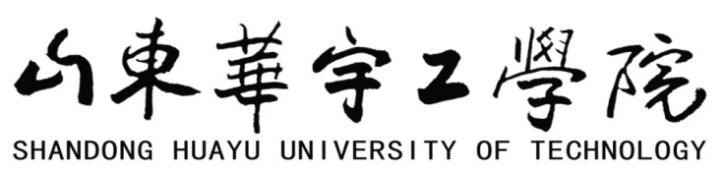 山東華宇工學院
SHANDONG HUAYU UNIVERSITY OF TECHNOLOGY